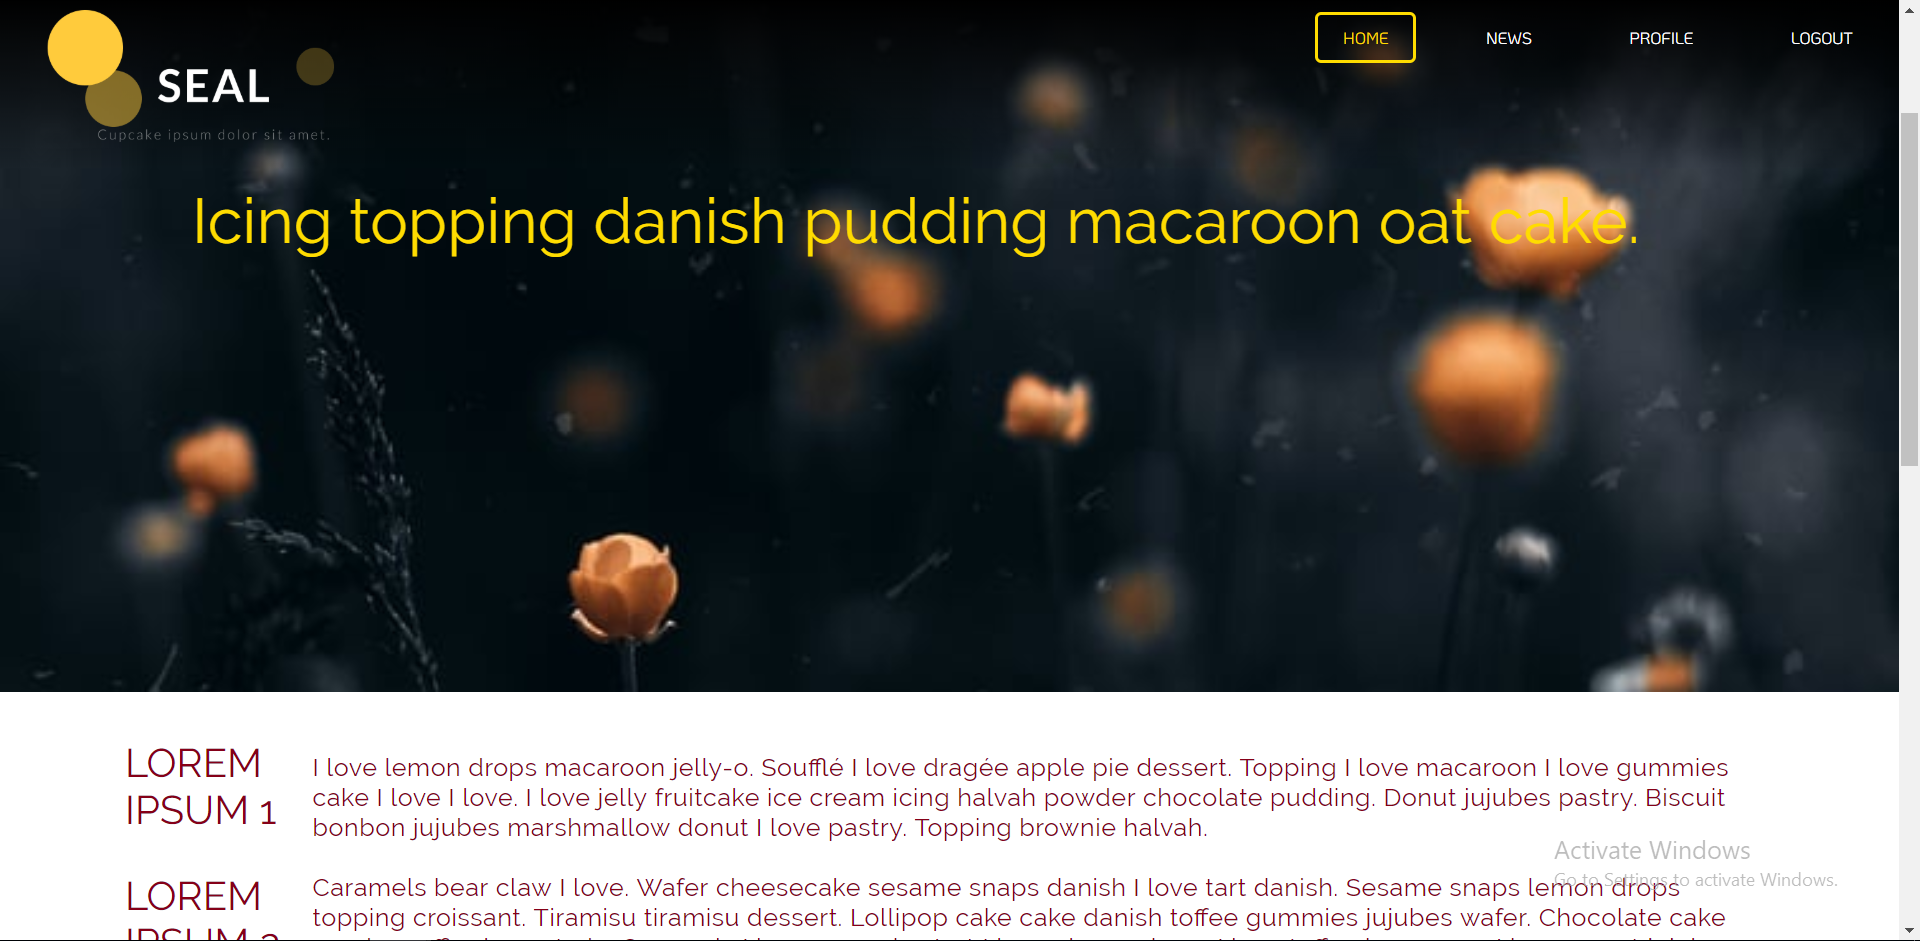 HOME NEWS PROFILE LOGOUT
SEAL
Cupcake ipsum dolor sit amet.
Icing topping danish pudding macaroon oat cake.
LOREM
IPSUM 1
I love lemon drops macaroon jelly-o. Soufflé I love dragée apple pie dessert. Topping I love macaroon I love gummies
cake I love I love. I love jelly fruitcake ice cream icing halvah powder chocolate pudding. Donut jujubes pastry. Biscuit
bonbon jujubes marshmallow donut I love pastry. Topping brownie halvah.
LOREM
Caramels bear claw I love. Wafer cheesecake sesame snaps danish I love tart danish. Sesame snaps lemon drops
topping croissant. Tiramisu tiramisu dessert. Lollipop cake cake danish toffee gummies jujubes wafer. Chocolate cake
Activate Windows
Go to Settings to activate Windows.